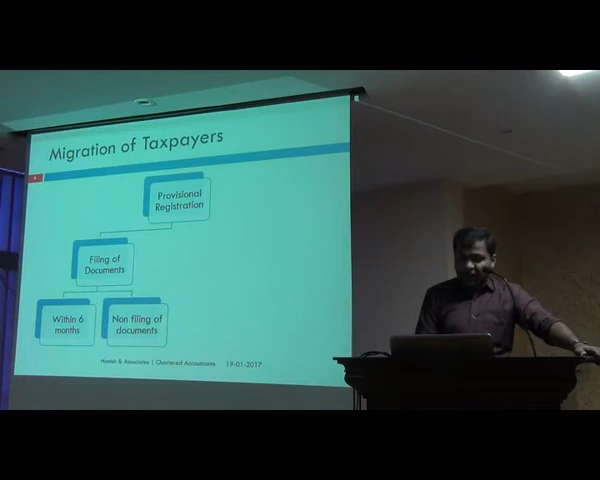 Migration of Taxpayers
4
Provisional
Registration
Filing of
Documents
Within 6
months
Non filing of
documents
Harish & Associates | Chartered Accountants 19-01-2017